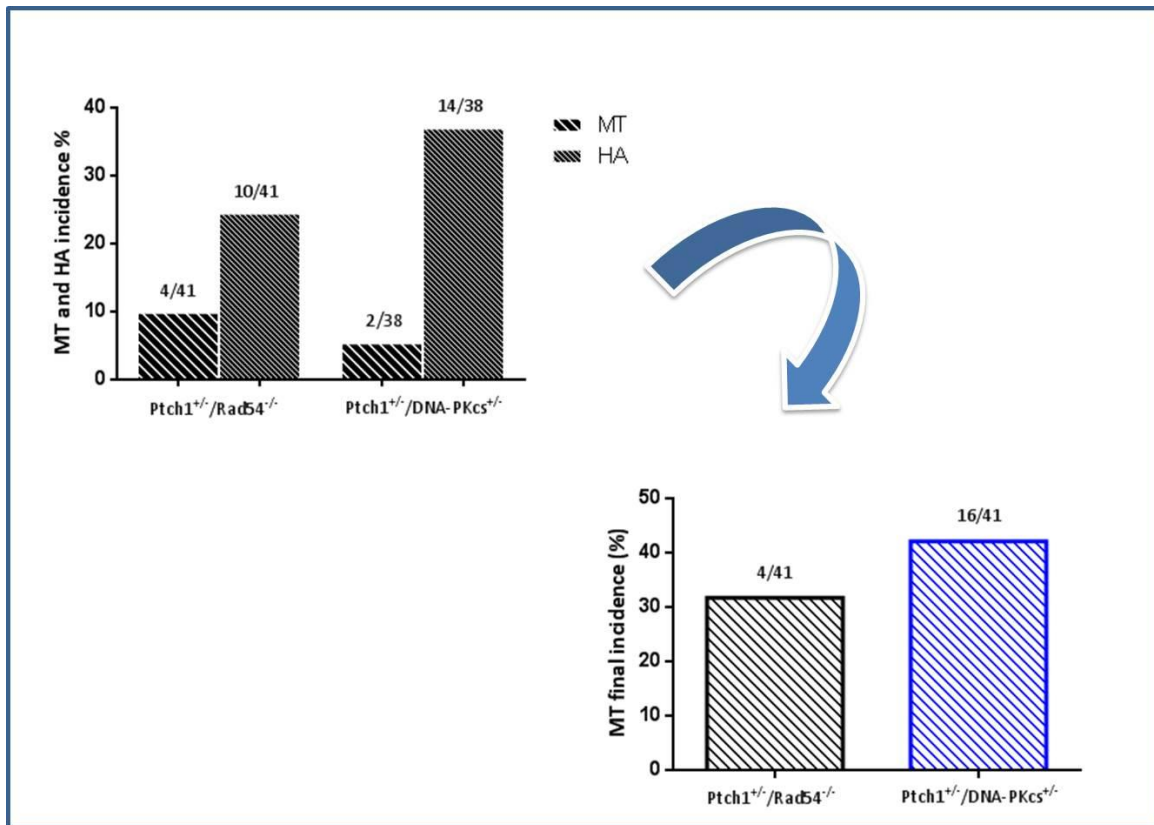 MT and HA incidence %
40
30
20
10
0
4/41
10/41
2/38
14/38
Ptch1+/-/Rad54-/-
Ptch1+/-/DNA-PKcs+/-
MT
HA
MT final incidence (%)
50
40
30
20
10
0
4/41
16/41
Ptch1+/-/Rad54-/-
Ptch1+/-/DNA-PKcs+/-